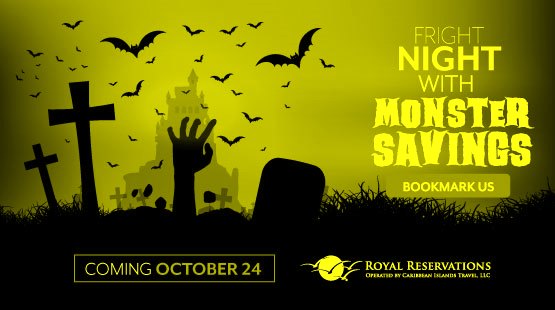 FRIGHT
NIGHT
WITH
MONSTER
SAVINGS
BOOKMARK US
COMING OCTOBER 24
ROYAL RESERVATIONS
OPERATED BY CARIBBEAN ISLANDS TRAVEL, LLC